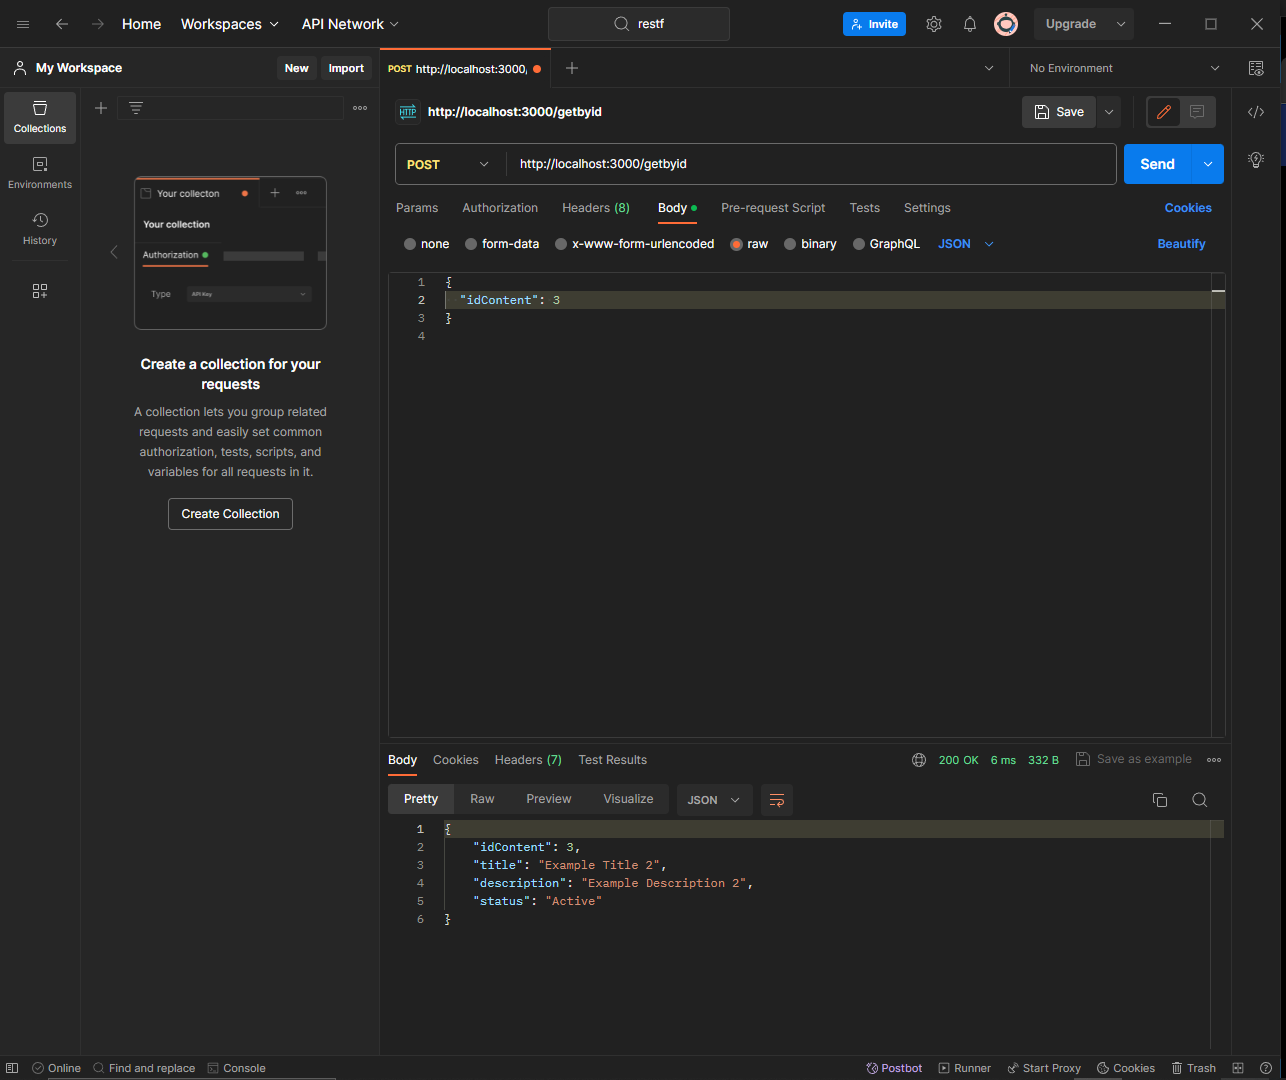 Home Workspaces API Network restf Invite Upgrade
My Workspace New Import POST http://localhost:3000, No Environment
Collections
Environments
History
Your collecton
Your collection
Authorization
Type API Key
Create a collection for your
requests
A collection lets you group related
requests and easily set common
authorization, tests, scripts, and
variables for all requests in it.
Create Collection
HTTP http://localhost:3000/getbyid Save
POST http://localhost:3000/getbyid Send
Params Authorization Headers (8) Body Pre-request Script Tests Settings Cookies
none form-data x-www-form-urlencoded raw binary GraphQL JSON Beautify
1 {
2 "idContent": 3
3 }
4
Body Cookies Headers (7) Test Results 200 OK 6 ms 332 B Save as example
Pretty Raw Preview Visualize JSON
1 {
2 "idContent": 3,
3 "title": "Example Title 2",
4 "description": "Example Description 2",
5 "status": "Active"
6 }
Online Find and replace Console Postbot Runner Start Proxy Cookies Trash